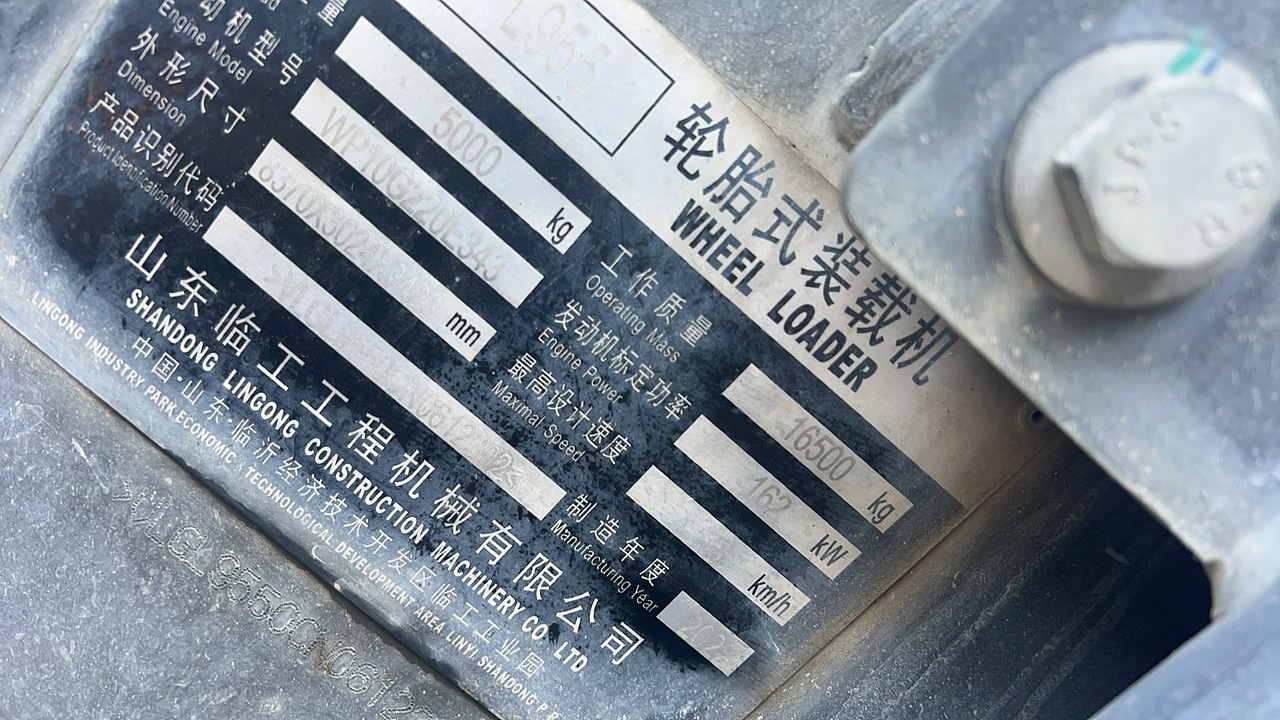 L955
轮胎式装载机
WHEEL LOADER
5000 kg
发动机型号
Engine Model
WP10G220E343
外形尺寸
Dimension
mm
产品识别代码
Product Identification Number
工作质量
Operating Mass
16500 kg
发动机标定功率
Engine Power
162 kW
最高设计速度
Maximal Speed
km/h
制造年度
Manufacturing Year
山东临工工程机械有限公司
SHANDONG LINGONG CONSTRUCTION MACHINERY CO. LTD
中国·山东·临沂经济技术开发区临工工业园
LINGONG INDUSTRY PARK, ECONOMIC TECHNOLOGICAL DEVELOPMENT AREA LINYI SHANDONG
8.8